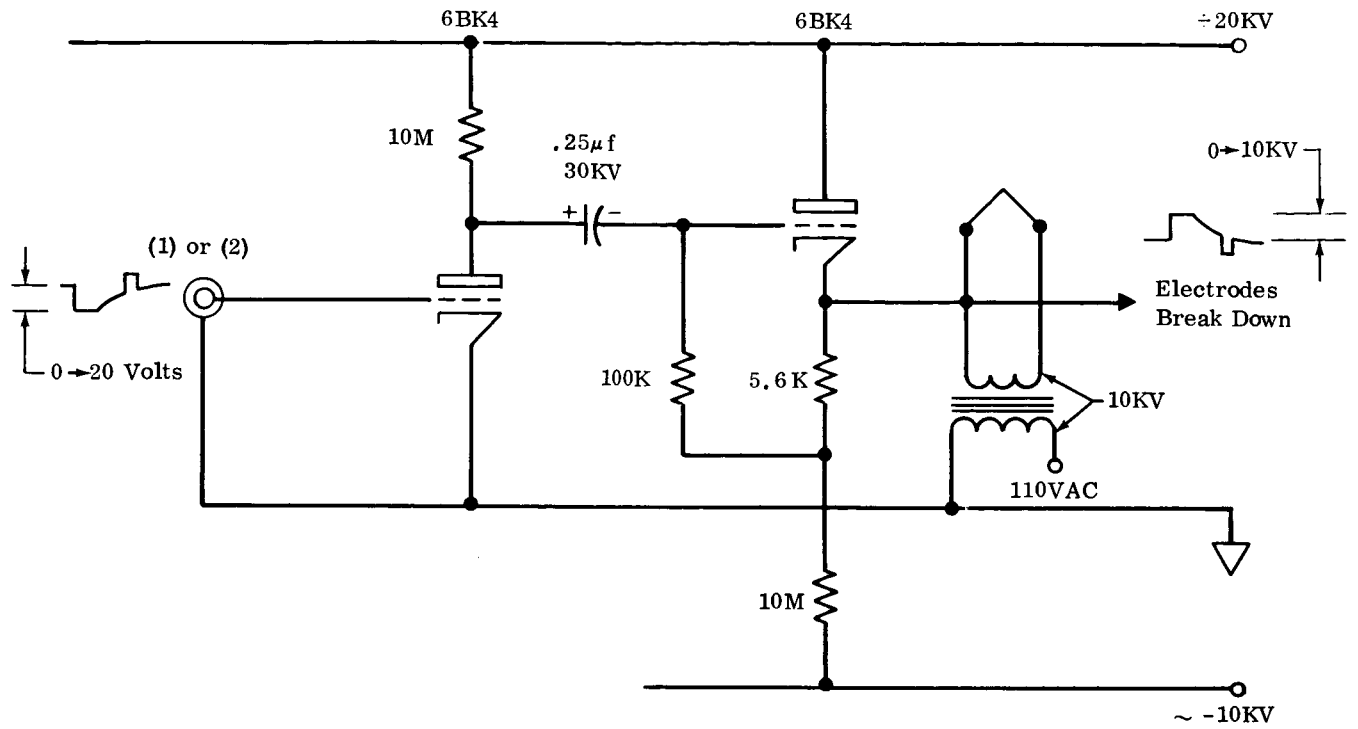 6BK4
6BK4
÷20KV
10M
.25µf
30KV
+ -
0→10KV
(1) or (2)
0→20 Volts
Electrodes
Break Down
100K
5.6K
10KV
110VAC
10M
~ -10KV